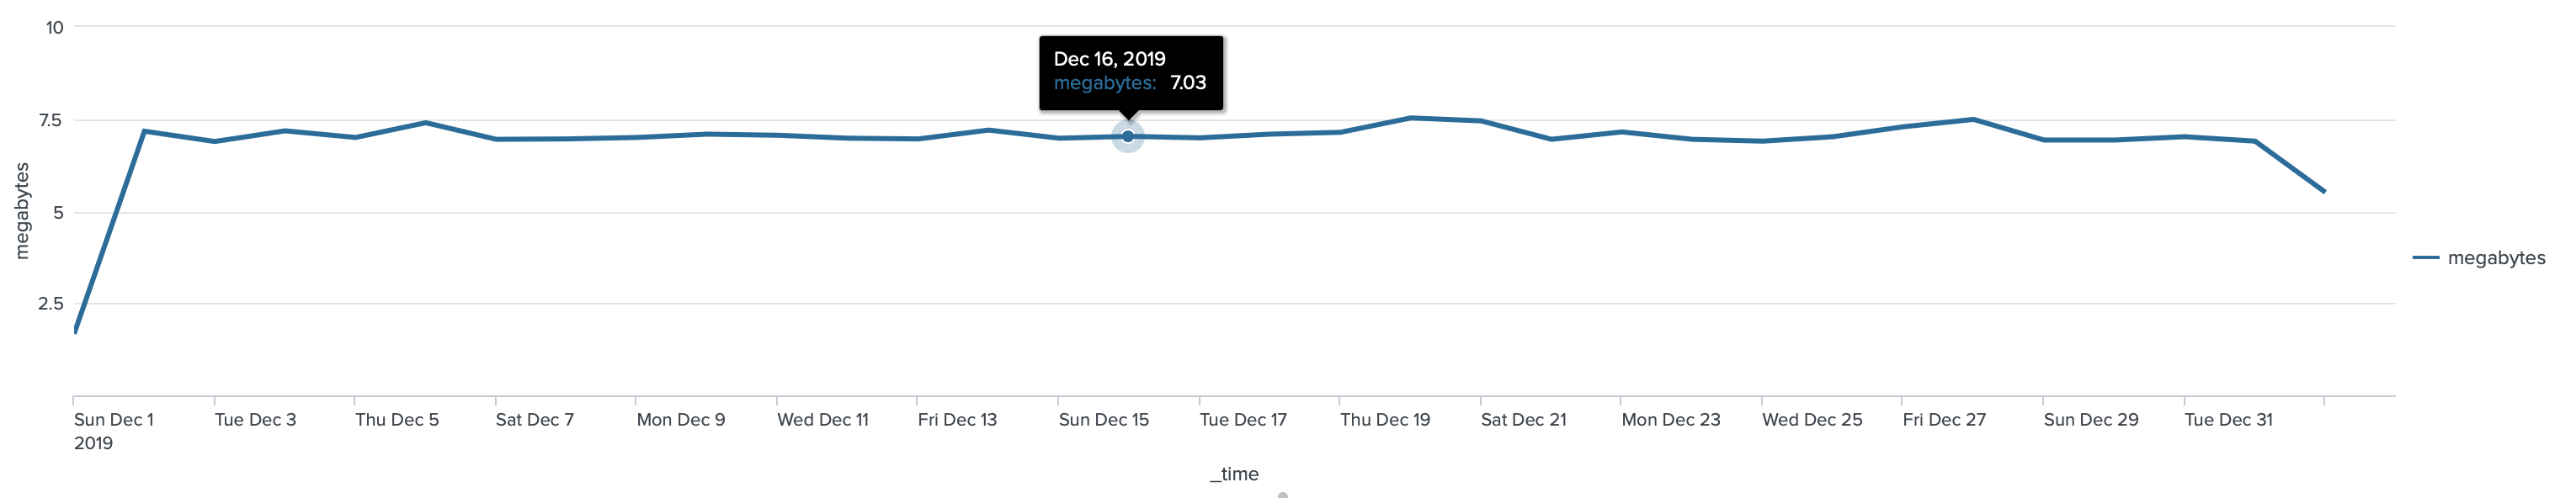 10
7.5
5
2.5
megabytes
Dec 16, 2019
megabytes: 7.03
megabytes
Sun Dec 1 Tue Dec 3 Thu Dec 5 Sat Dec 7 Mon Dec 9 Wed Dec 11 Fri Dec 13 Sun Dec 15 Tue Dec 17 Thu Dec 19 Sat Dec 21 Mon Dec 23 Wed Dec 25 Fri Dec 27 Sun Dec 29 Tue Dec 31
2019
_time